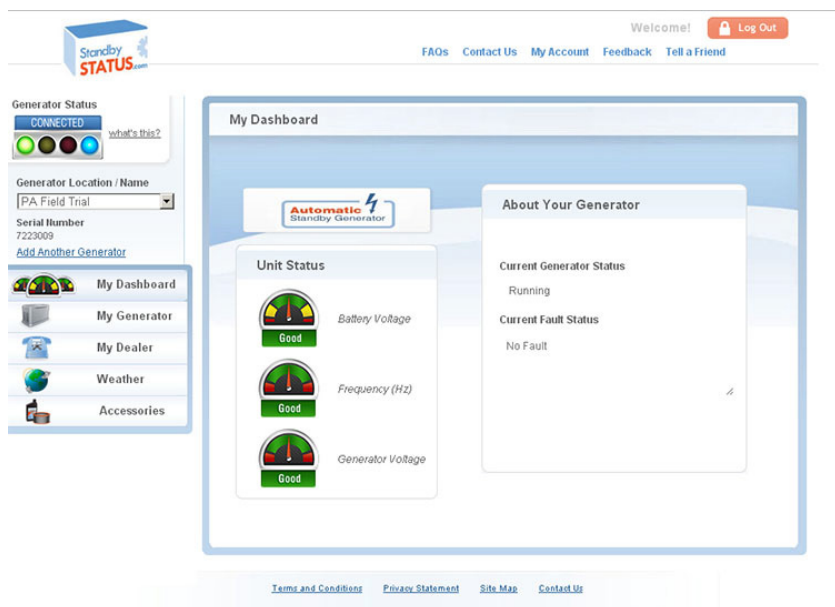 Standby
STATUS.com
Welcome!
Log Out
FAQs Contact Us My Account Feedback Tell a Friend
Generator Status
CONNECTED
what's this?
Generator Location / Name
PA Field Trial
Serial Number
7223009
Add Another Generator
My Dashboard
My Generator
My Dealer
Weather
Accessories
My Dashboard
Automatic
Standby Generator
Unit Status
Good
Battery Voltage
Good
Frequency (Hz)
Good
Generator Voltage
About Your Generator
Current Generator Status
Running
Current Fault Status
No Fault
Terms and Conditions Privacy Statement Site Map Contact Us